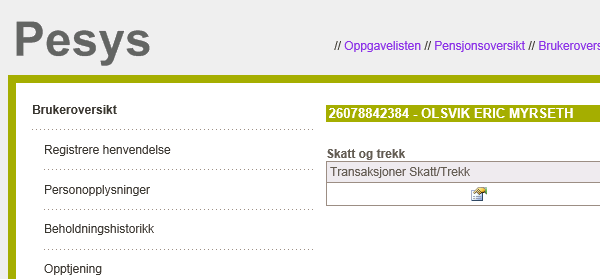 Pesys
// Oppgavelisten // Pensjonsoversikt // Brukerovers
Brukeroversikt
Registrere henvendelse
Personopplysninger
Beholdningshistorikk
Opptjening
26078842384 - OLSVIK ERIC MYRSETH
Skatt og trekk
Transaksjoner Skatt/Trekk